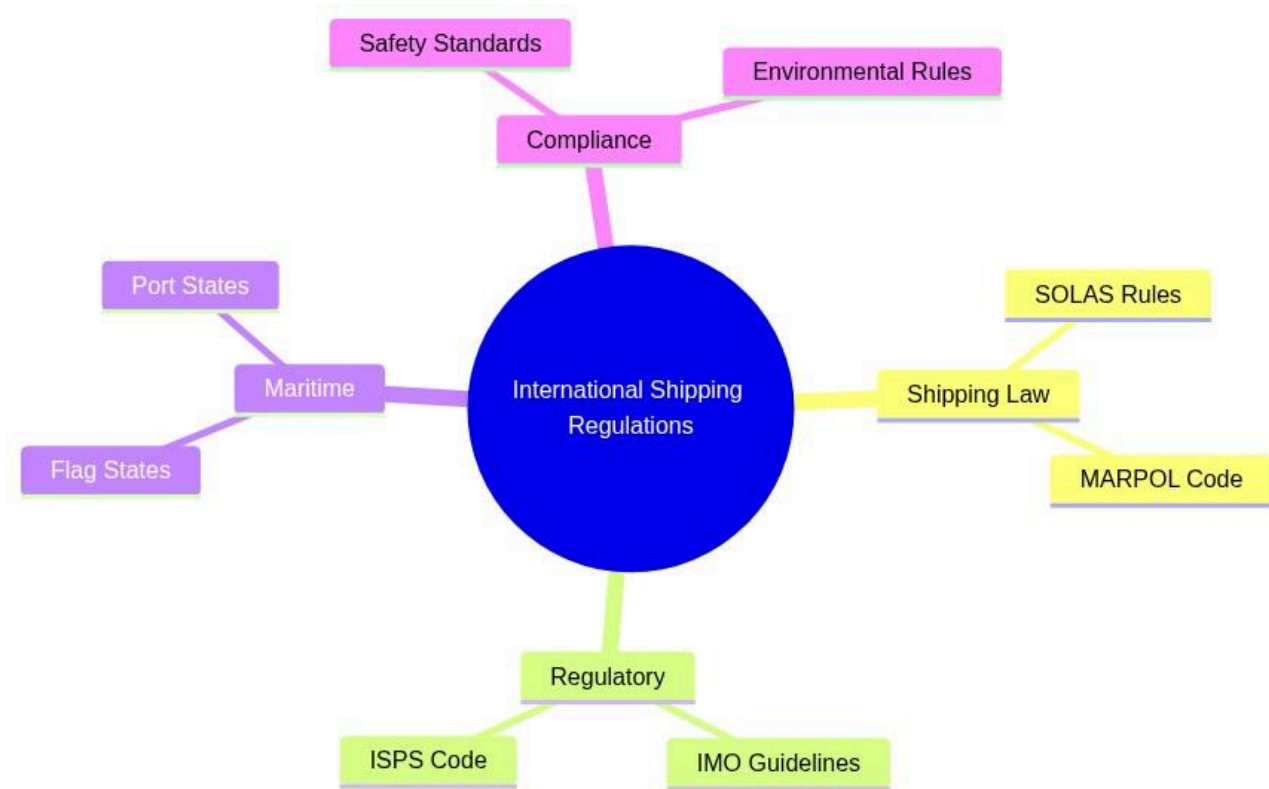 Safety Standards
Environmental Rules
Compliance
Port States
SOLAS Rules
Maritime
International Shipping
Regulations
Shipping Law
Flag States
MARPOL Code
Regulatory
ISPS Code
IMO Guidelines